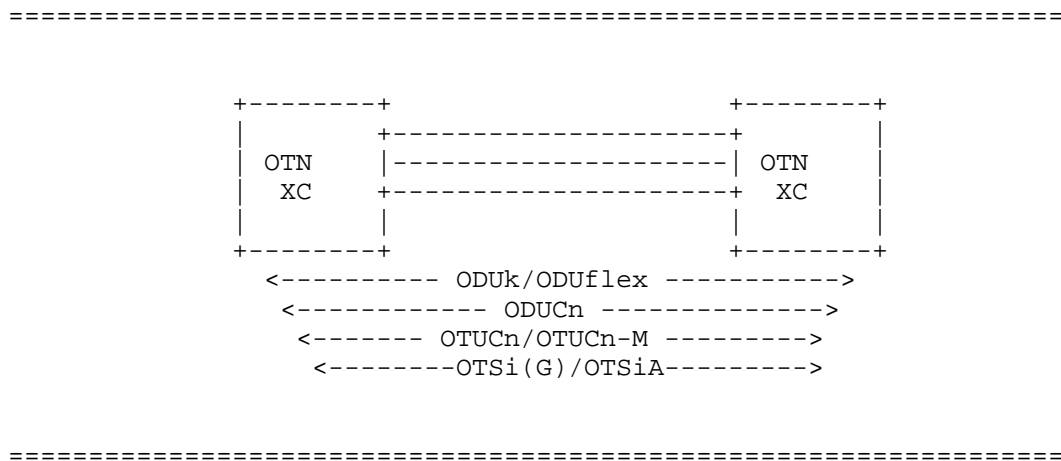 =================================================================
+--------+ +--------+
| +---------------------+ |
| OTN |---------------------| OTN |
| XC +---------------------+ XC |
| | | |
+--------+ +--------+
<---------- ODUk/ODUflex ----------->
<------------ ODUCn -------------->
<------- OTUCn/OTUCn-M --------->
<--------OTSi(G)/OTSiA--------->
=================================================================